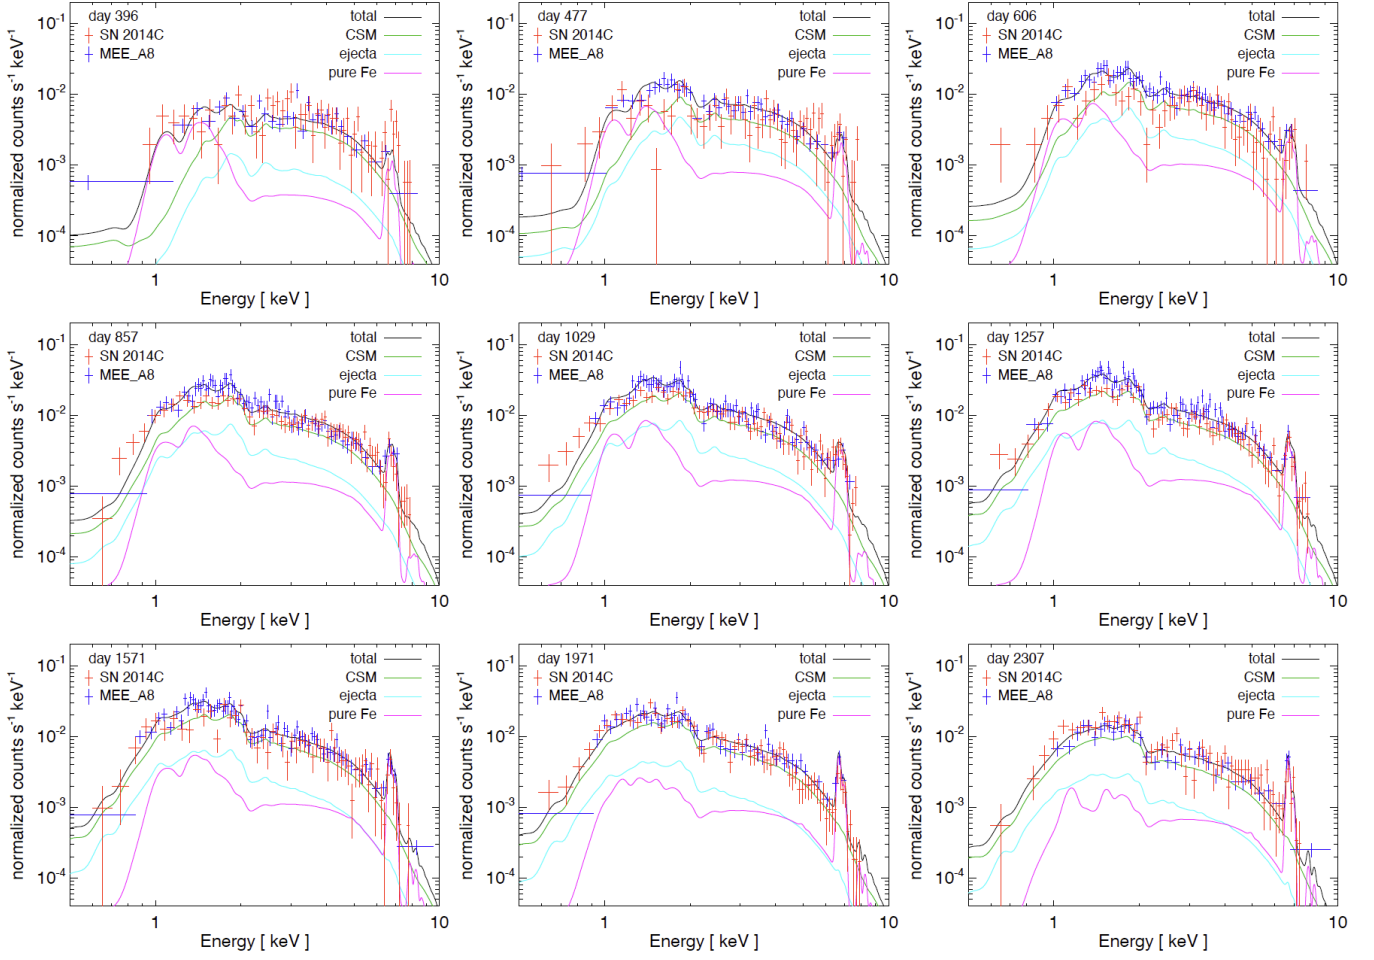 day 396
total
SN 2014C
CSM
MEE_A8
ejecta
pure Fe
10⁻¹
10⁻²
10⁻³
10⁻⁴
normalized counts s⁻¹ keV⁻¹
1
10
Energy [ keV ]
day 477
total
SN 2014C
CSM
MEE_A8
ejecta
pure Fe
10⁻¹
10⁻²
10⁻³
10⁻⁴
normalized counts s⁻¹ keV⁻¹
1
10
Energy [ keV ]
day 606
total
SN 2014C
CSM
MEE_A8
ejecta
pure Fe
10⁻¹
10⁻²
10⁻³
10⁻⁴
normalized counts s⁻¹ keV⁻¹
1
10
Energy [ keV ]
day 857
total
SN 2014C
CSM
MEE_A8
ejecta
pure Fe
10⁻¹
10⁻²
10⁻³
10⁻⁴
normalized counts s⁻¹ keV⁻¹
1
10
Energy [ keV ]
day 1029
total
SN 2014C
CSM
MEE_A8
ejecta
pure Fe
10⁻¹
10⁻²
10⁻³
10⁻⁴
normalized counts s⁻¹ keV⁻¹
1
10
Energy [ keV ]
day 1257
total
SN 2014C
CSM
MEE_A8
ejecta
pure Fe
10⁻¹
10⁻²
10⁻³
10⁻⁴
normalized counts s⁻¹ keV⁻¹
1
10
Energy [ keV ]
day 1571
total
SN 2014C
CSM
MEE_A8
ejecta
pure Fe
10⁻¹
10⁻²
10⁻³
10⁻⁴
normalized counts s⁻¹ keV⁻¹
1
10
Energy [ keV ]
day 1971
total
SN 2014C
CSM
MEE_A8
ejecta
pure Fe
10⁻¹
10⁻²
10⁻³
10⁻⁴
normalized counts s⁻¹ keV⁻¹
1
10
Energy [ keV ]
day 2307
total
SN 2014C
CSM
MEE_A8
ejecta
pure Fe
10⁻¹
10⁻²
10⁻³
10⁻⁴
normalized counts s⁻¹ keV⁻¹
1
10
Energy [ keV ]